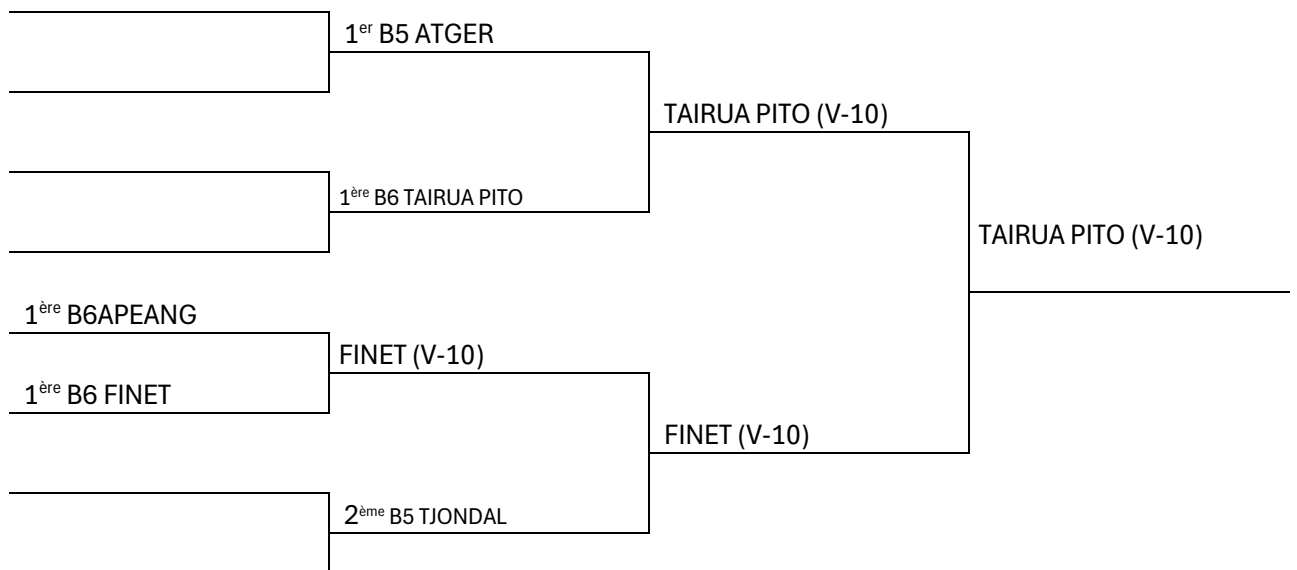 1er B5 ATGER
TAIRUA PITO (V-10)
1ère B6 TAIRUA PITO
TAIRUA PITO (V-10)
1ère B6APEANG
FINET (V-10)
1ère B6 FINET
FINET (V-10)
2ème B5 TJONDAL